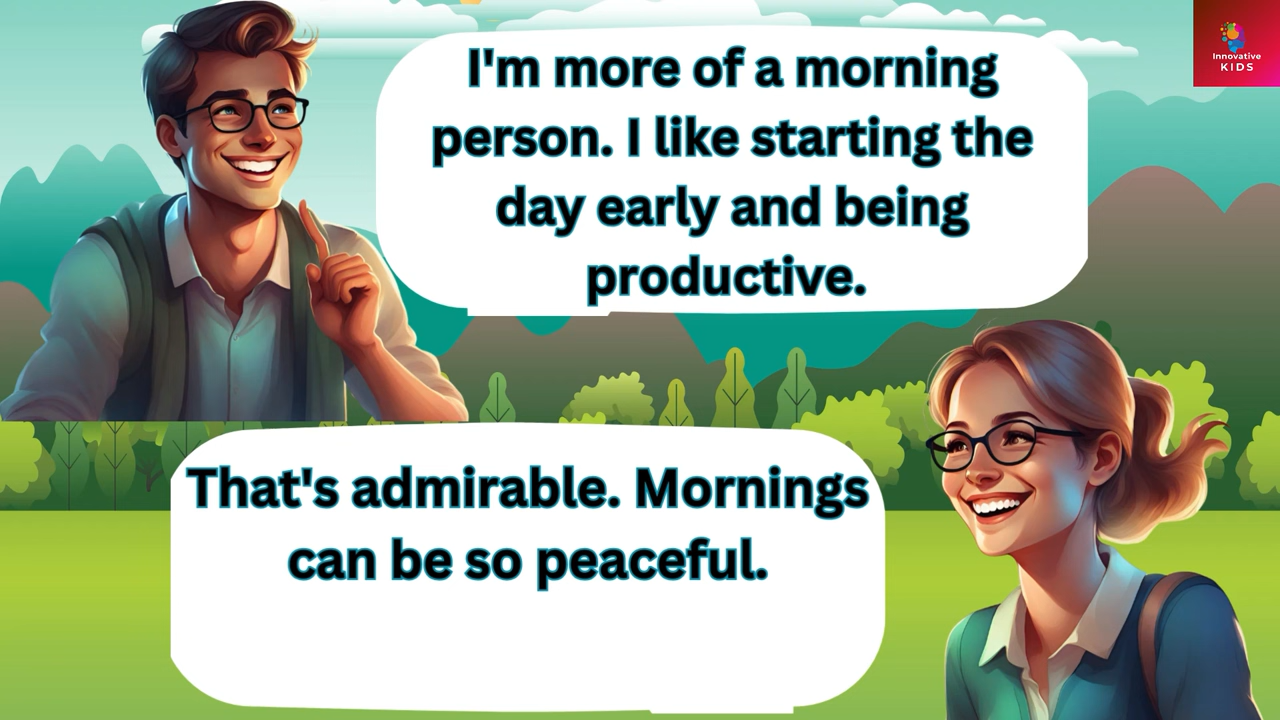 Innovative
KIDS
I'm more of a morning
person. I like starting the
day early and being
productive.
That's admirable. Mornings
can be so peaceful.